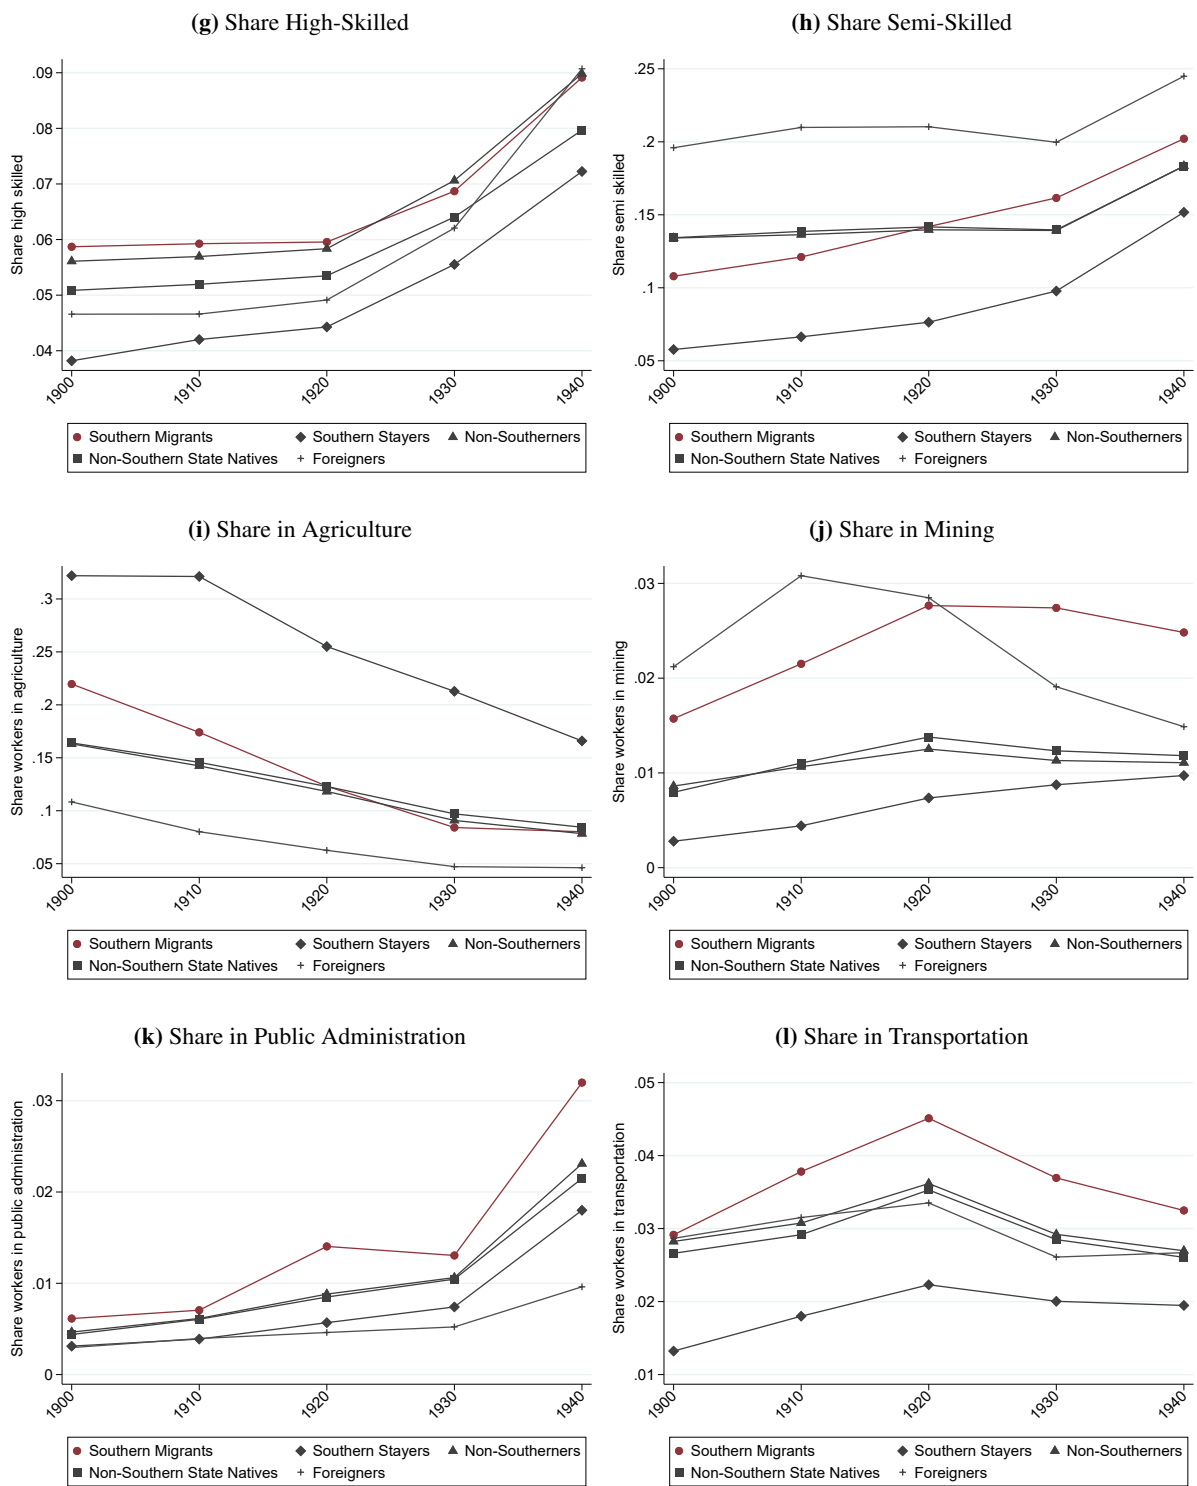 (g) Share High-Skilled
Share high skilled
.09
.08
.07
.06
.05
.04
1900 1910 1920 1930 1940
Southern Migrants Southern Stayers Non-Southerners
Non-Southern State Natives Foreigners
(h) Share Semi-Skilled
Share semi skilled
.25
.2
.15
.1
.05
1900 1910 1920 1930 1940
Southern Migrants Southern Stayers Non-Southerners
Non-Southern State Natives Foreigners
(i) Share in Agriculture
Share workers in agriculture
.3
.25
.2
.15
.1
.05
1900 1910 1920 1930 1940
Southern Migrants Southern Stayers Non-Southerners
Non-Southern State Natives Foreigners
(j) Share in Mining
Share workers in mining
.03
.02
.01
0
1900 1910 1920 1930 1940
Southern Migrants Southern Stayers Non-Southerners
Non-Southern State Natives Foreigners
(k) Share in Public Administration
Share workers in public administration
.03
.02
.01
0
1900 1910 1920 1930 1940
Southern Migrants Southern Stayers Non-Southerners
Non-Southern State Natives Foreigners
(l) Share in Transportation
Share workers in transportation
.05
.04
.03
.02
.01
1900 1910 1920 1930 1940
Southern Migrants Southern Stayers Non-Southerners
Non-Southern State Natives Foreigners